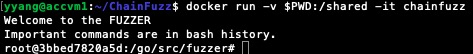 yyang@accvm1:~/ChainFuzz$ docker run -v $PWD:/shared -it chainfuzz
Welcome to the FUZZER
Important commands are in bash history.
root@3bbed7820a5d:/go/src/fuzzer#